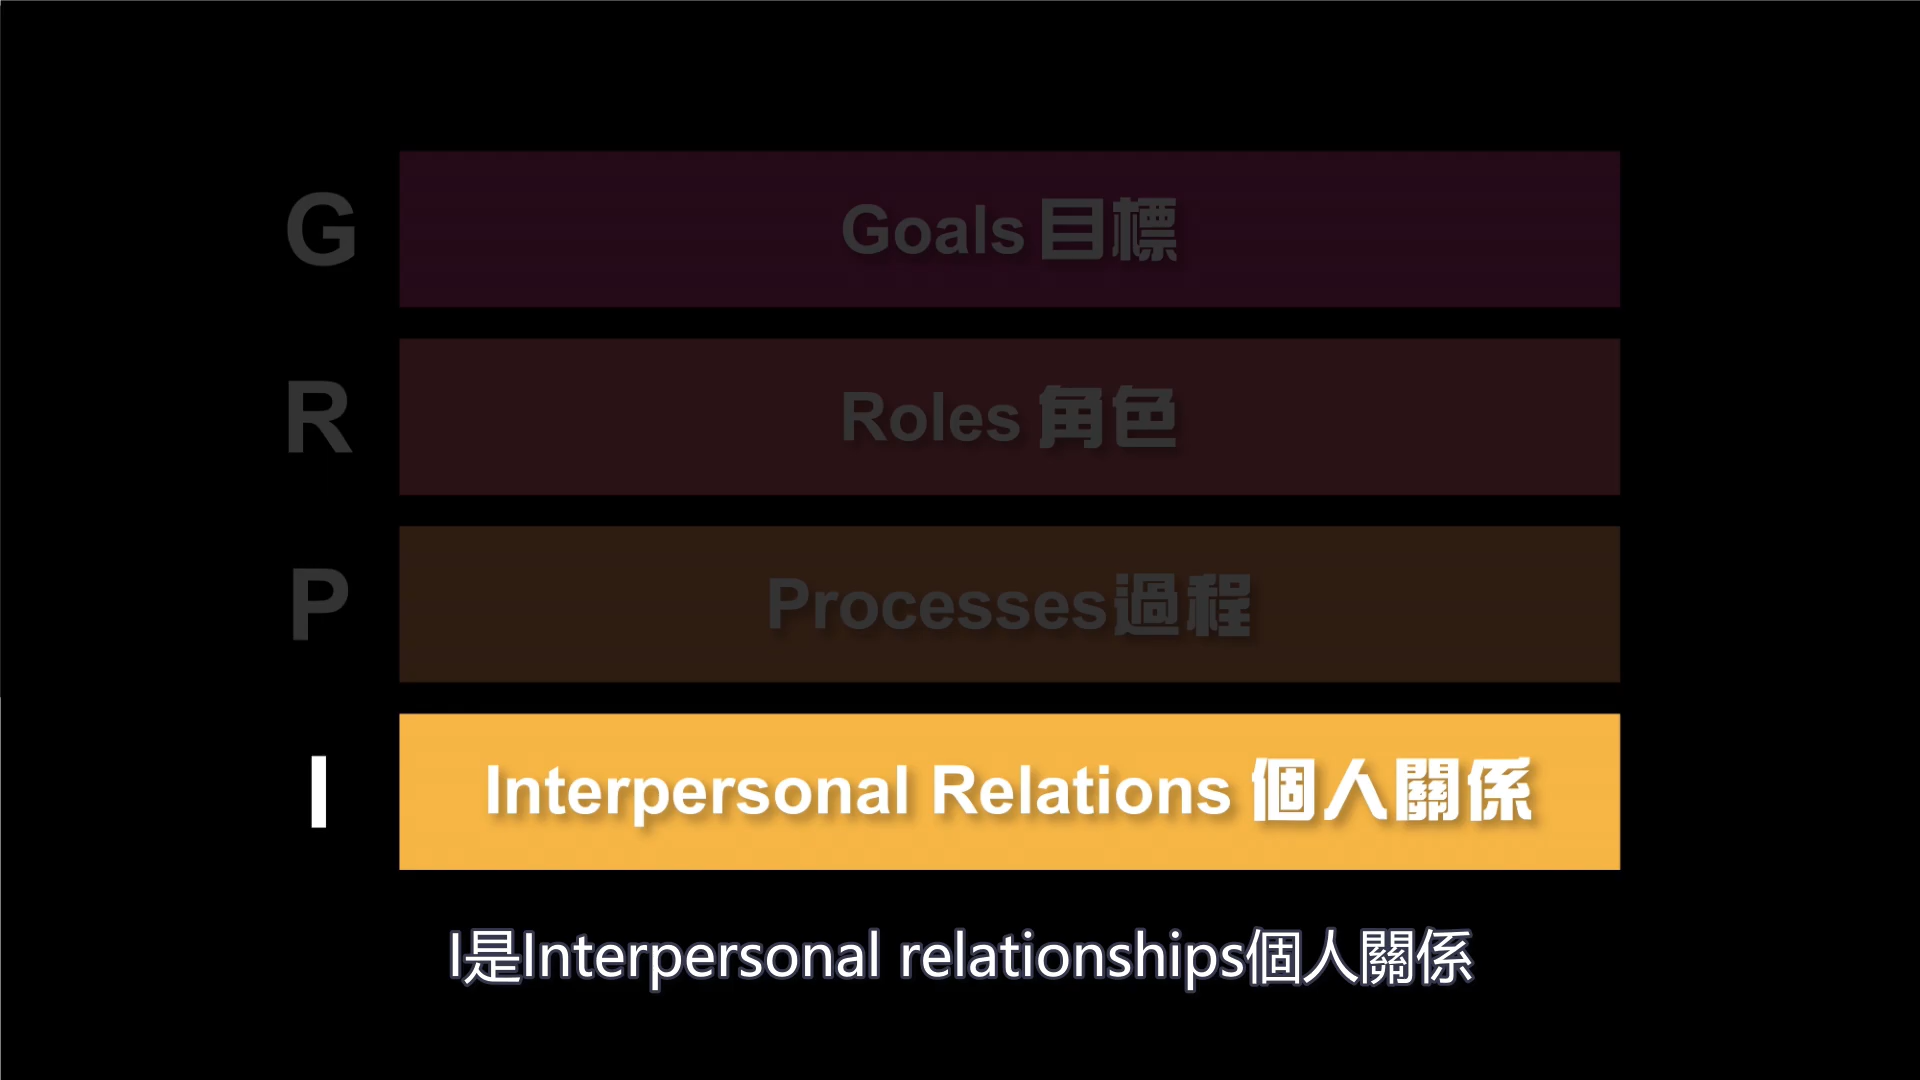 G Goals 目標
R Roles 角色
P Processes過程
I Interpersonal Relations 個人關係
I是Interpersonal relationships個人關係